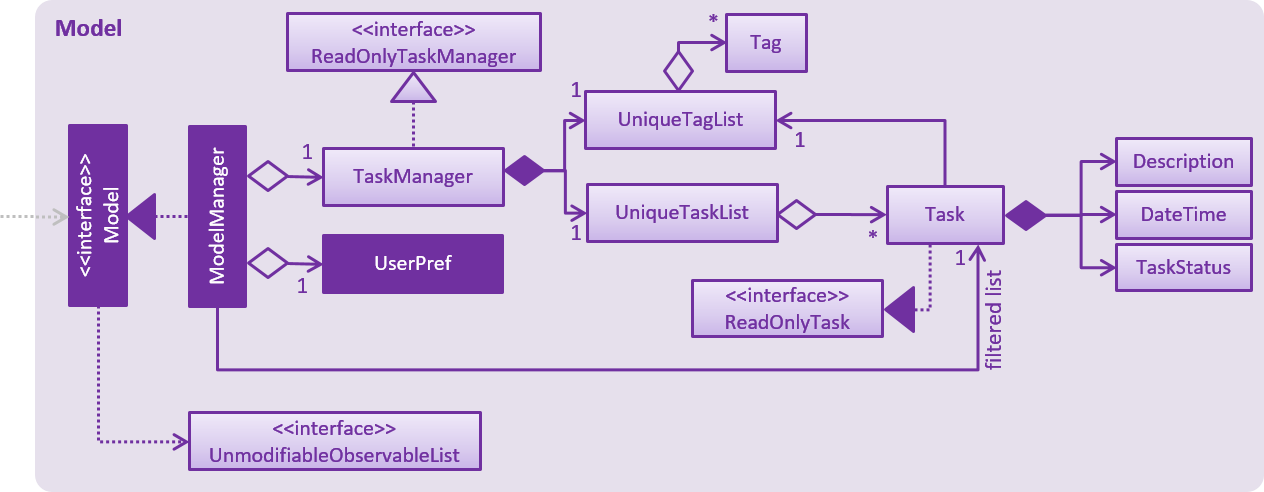 Model
<<interface>>
ReadOnlyTaskManager
*
Tag
1
UniqueTagList
1
<<interface>>
Model
ModelManager
1
TaskManager
Description
UniqueTaskList
1
*
Task
DateTime
1
UserPref
1
TaskStatus
<<interface>>
ReadOnlyTask
filtered list
<<interface>>
UnmodifiableObservableList